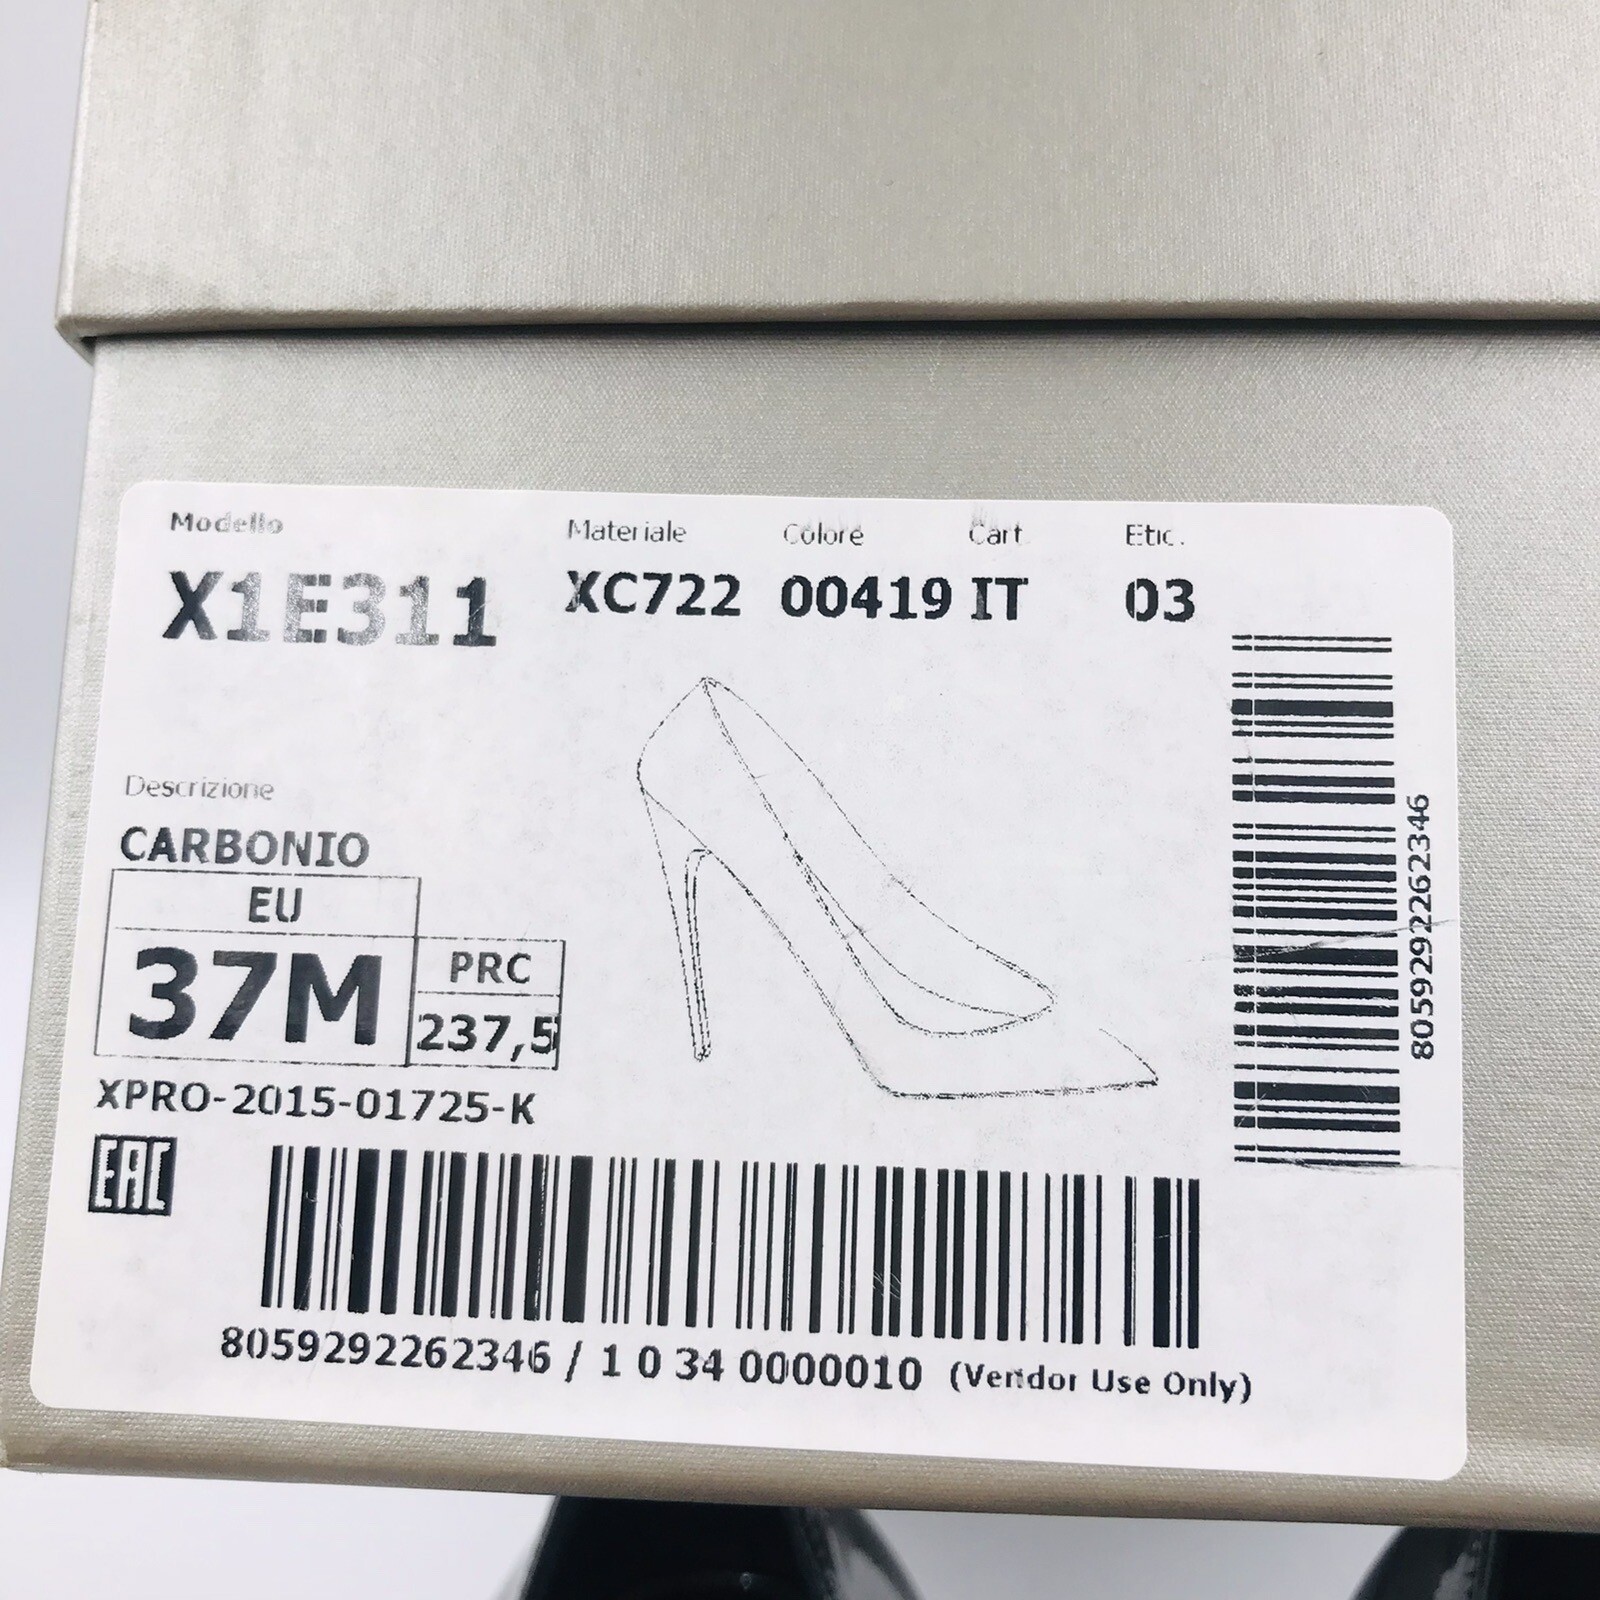 Modello Materiale Colore Cart. Etic.
X1E311 XC722 00419 IT 03
Descrizione
CARBONIO
EU
37M
PRC
237,5
XPRO-2015-01725-K
EAC
8059292262346
8059292262346 / 1 0 34 0000010 (Vendor Use Only)